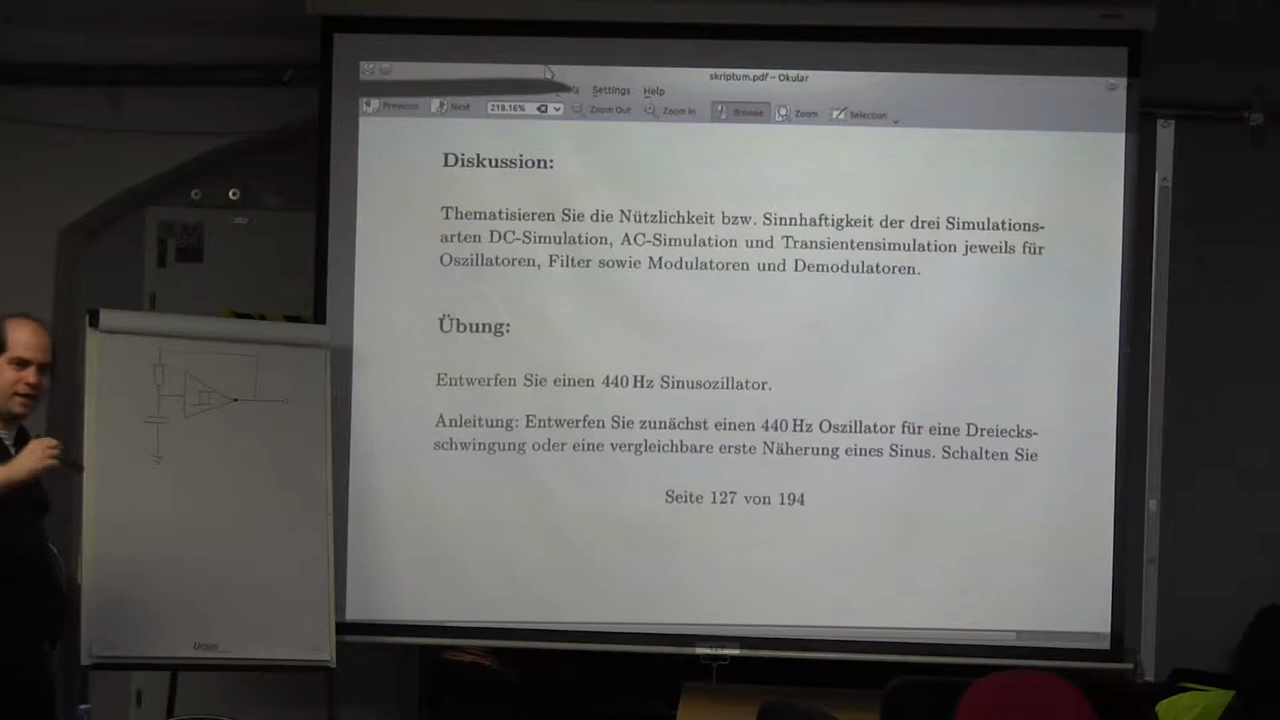 skriptum.pdf – Okular
Settings Help
Previous Next 218.16% Zoom Out Zoom In Browse Zoom Selection
Diskussion:
Thematisieren Sie die Nützlichkeit bzw. Sinnhaftigkeit der drei Simulations-
arten DC-Simulation, AC-Simulation und Transientensimulation jeweils für
Oszillatoren, Filter sowie Modulatoren und Demodulatoren.
Übung:
Entwerfen Sie einen 440 Hz Sinusozillator.
Anleitung: Entwerfen Sie zunächst einen 440 Hz Oszillator für eine Dreiecks-
schwingung oder eine vergleichbare erste Näherung eines Sinus. Schalten Sie
Seite 127 von 194